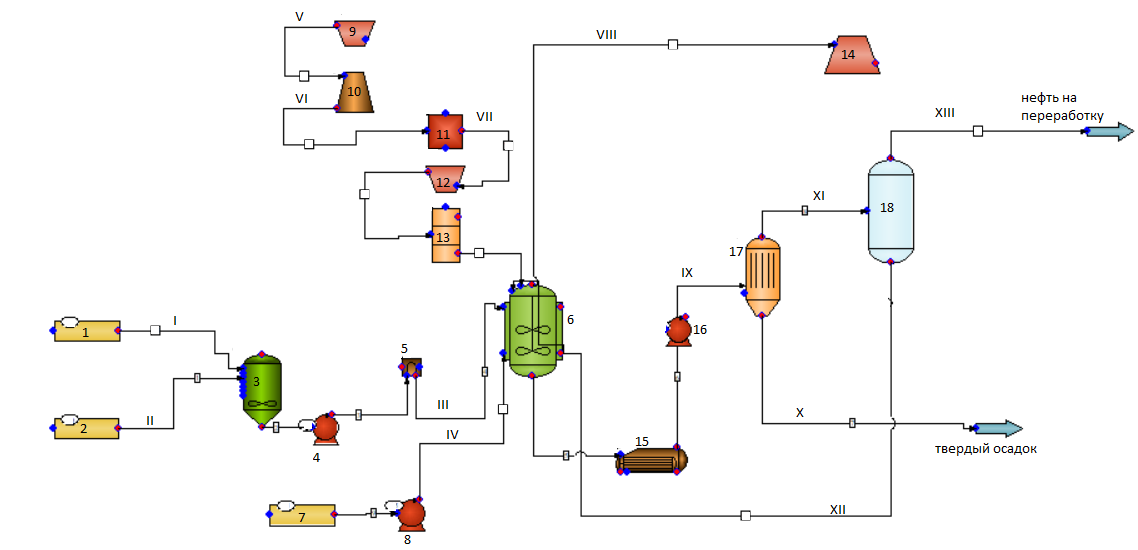 V
9
VIII
14
10
VI
нефть на
переработку
XIII
VII
11
12
18
XI
13
17
IX
I
1
6
16
5
3
II
2
III
X
4
IV
15
твердый осадок
7
8
XII